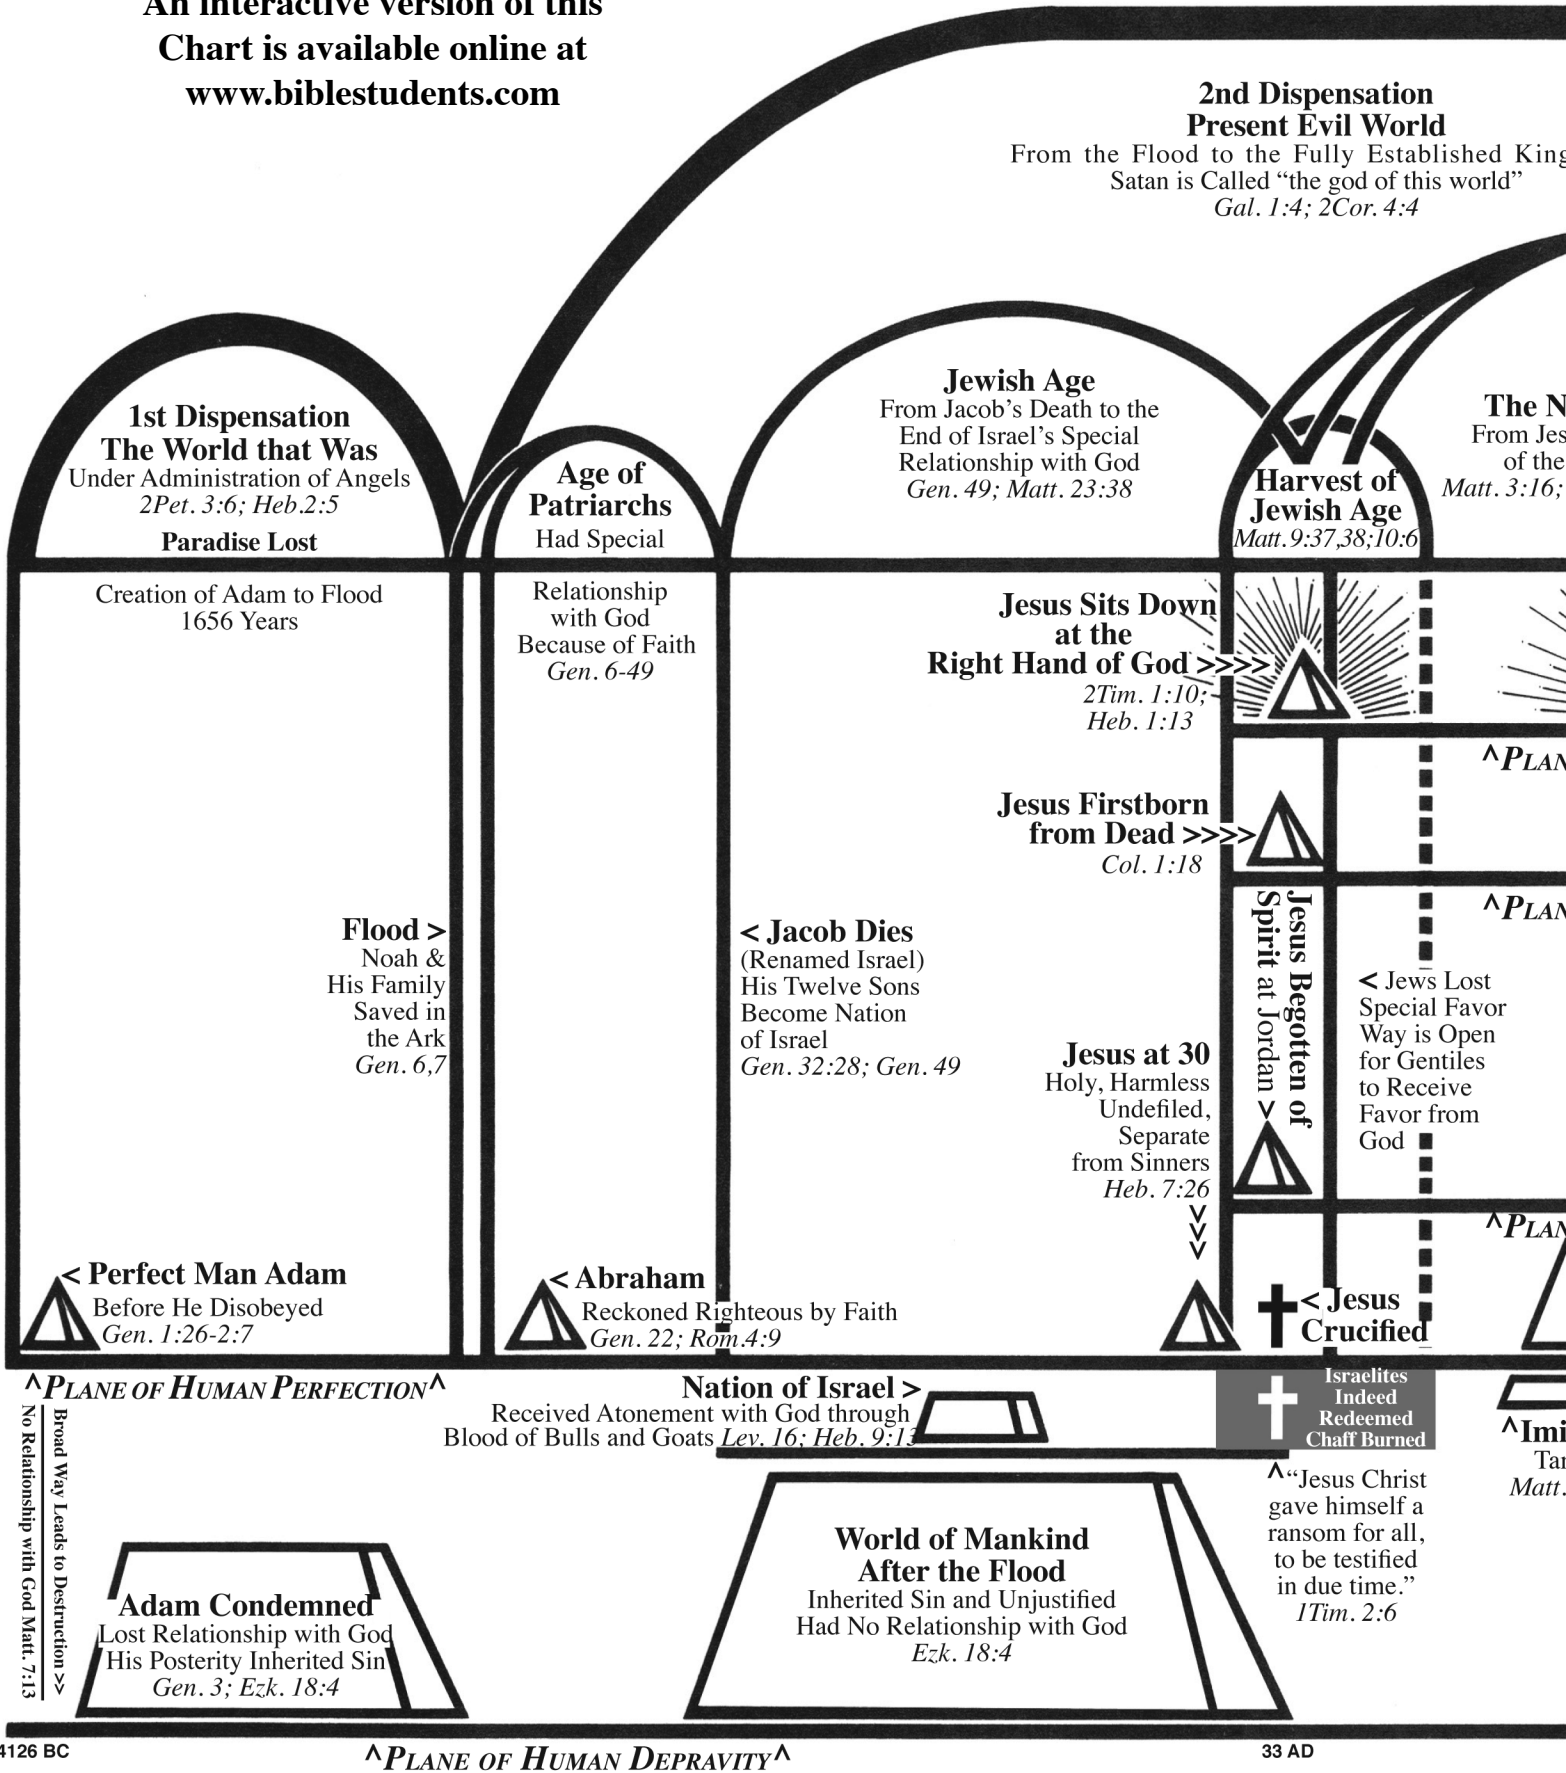 An interactive version of this
Chart is available online at
www.biblestudents.com
2nd Dispensation
Present Evil World
From the Flood to the Fully Established King
Satan is Called “the god of this world”
Gal. 1:4; 2Cor. 4:4
1st Dispensation
The World that Was
Under Administration of Angels
2Pet. 3:6; Heb.2:5
Paradise Lost
Creation of Adam to Flood
1656 Years
Age of
Patriarchs
Had Special
Relationship
with God
Because of Faith
Gen. 6-49
Jewish Age
From Jacob’s Death to the
End of Israel’s Special
Relationship with God
Gen. 49; Matt. 23:38
Harvest of
Jewish Age
Matt.9:37,38;10:6
The N
From Jes
of the
Matt. 3:16;
Jesus Sits Down
at the
Right Hand of God >>>>
2Tim. 1:10;
Heb. 1:13
^PLAN
Jesus Firstborn
from Dead >>>>
Col. 1:18
^PLAN
Flood >
Noah &
His Family
Saved in
the Ark
Gen. 6,7
< Jacob Dies
(Renamed Israel)
His Twelve Sons
Become Nation
of Israel
Gen. 32:28; Gen. 49
Jesus Begotten of
Spirit at Jordan >
< Jews Lost
Special Favor
Way is Open
for Gentiles
to Receive
Favor from
God
Jesus at 30
Holy, Harmless
Undefiled,
Separate
from Sinners
Heb. 7:26
>>>
^PLAN
< Perfect Man Adam
Before He Disobeyed
Gen. 1:26-2:7
< Abraham
Reckoned Righteous by Faith
Gen. 22; Rom.4:9
< Jesus
Crucified
^PLANE OF HUMAN PERFECTION^
Nation of Israel >
Received Atonement with God through
Blood of Bulls and Goats Lev. 16; Heb. 9:13
Israelites
Indeed
Redeemed
Chaff Burned
^Imi
Tar
Matt.
^“Jesus Christ
gave himself a
ransom for all,
to be testified
in due time.”
1Tim. 2:6
Broad Way Leads to Destruction >>
No Relationship with God Matt. 7:13
Adam Condemned
Lost Relationship with God
His Posterity Inherited Sin
Gen. 3; Ezk. 18:4
World of Mankind
After the Flood
Inherited Sin and Unjustified
Had No Relationship with God
Ezk. 18:4
4126 BC
^PLANE OF HUMAN DEPRAVITY^
33 AD